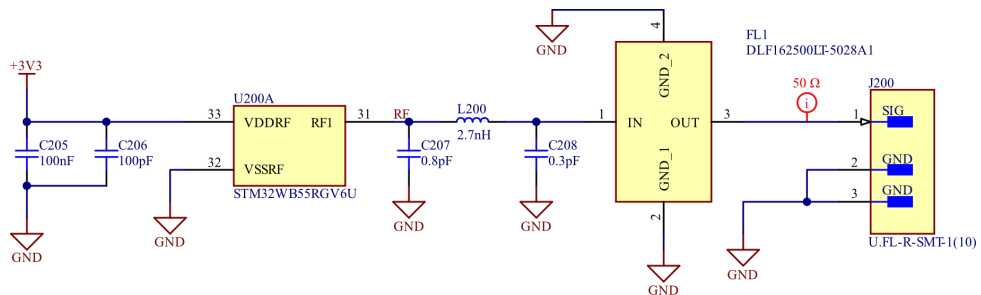 FL1
DLF162500LT-5028A1
GND
4
GND_2
+3V3
50 Ω
i
J200
U200A
33
VDDRF
RF1
31
RF
L200
2.7nH
1
IN
OUT
3
1
SIG
C205
100nF
C206
100pF
32
VSSRF
STM32WB55RGV6U
C207
0.8pF
C208
0.3pF
GND_1
2
2
GND
3
GND
U.FL-R-SMT-1(10)
GND
GND
GND
GND
GND
GND